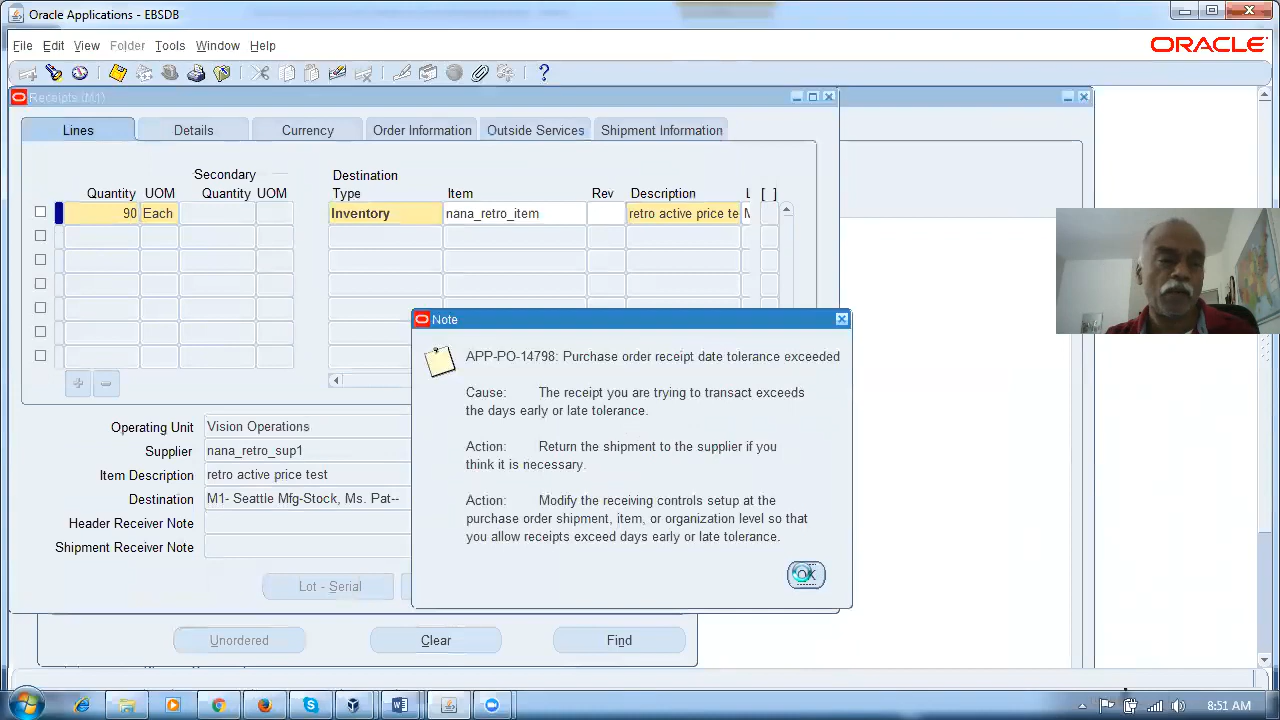 Oracle Applications - EBSDB
File Edit View Folder Tools Window Help
ORACLE
Receipts (M1)
Lines Details Currency Order Information Outside Services Shipment Information
Secondary Destination
Quantity UOM Quantity UOM Type Item Rev Description L [ ]
90 Each Inventory nana_retro_item retro active price te M
Note
APP-PO-14798: Purchase order receipt date tolerance exceeded
Cause: The receipt you are trying to transact exceeds
the days early or late tolerance.
Action: Return the shipment to the supplier if you
think it is necessary.
Action: Modify the receiving controls setup at the
purchase order shipment, item, or organization level so that
you allow receipts exceed days early or late tolerance.
OK
Operating Unit Vision Operations
Supplier nana_retro_sup1
Item Description retro active price test
Destination M1- Seattle Mfg-Stock, Ms. Pat--
Header Receiver Note
Shipment Receiver Note
Lot - Serial
Unordered Clear Find
8:51 AM